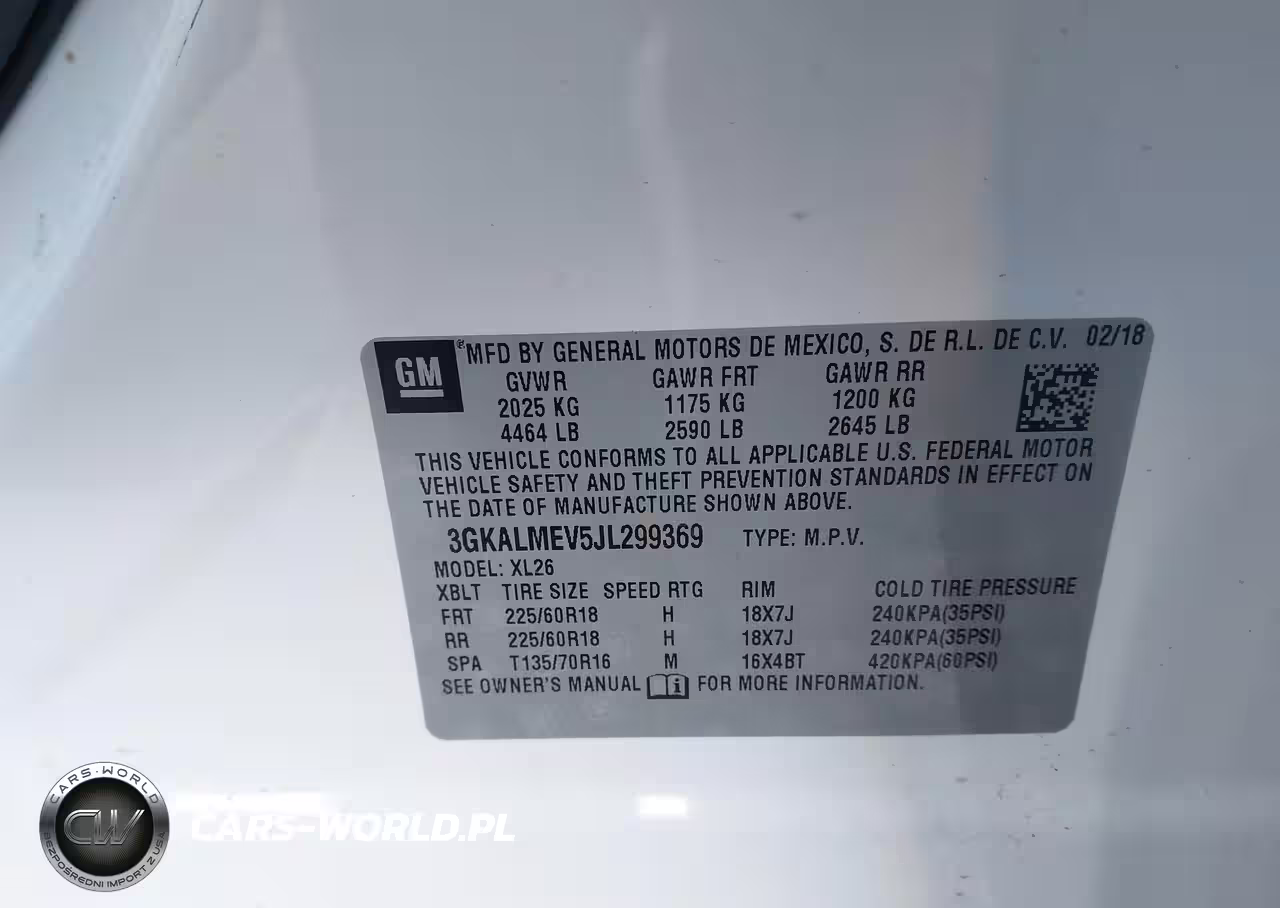 GM
MFD BY GENERAL MOTORS DE MEXICO, S. DE R.L. DE C.V. 02/18
GVWR GAWR FRT GAWR RR
2025 KG 1175 KG 1200 KG
4464 LB 2590 LB 2645 LB
THIS VEHICLE CONFORMS TO ALL APPLICABLE U.S. FEDERAL MOTOR
VEHICLE SAFETY AND THEFT PREVENTION STANDARDS IN EFFECT ON
THE DATE OF MANUFACTURE SHOWN ABOVE.
3GKALMEV5JL299369 TYPE: M.P.V.
MODEL: XL26
XBLT TIRE SIZE SPEED RTG RIM COLD TIRE PRESSURE
FRT 225/60R18 H 18X7J 240KPA(35PSI)
RR 225/60R18 H 18X7J 240KPA(35PSI)
SPA T135/70R16 M 16X4BT 420KPA(60PSI)
SEE OWNER'S MANUAL FOR MORE INFORMATION.
CARS-WORLD
CW
BEZPOŚREDNI IMPORT Z USA
CARS-WORLD.PL